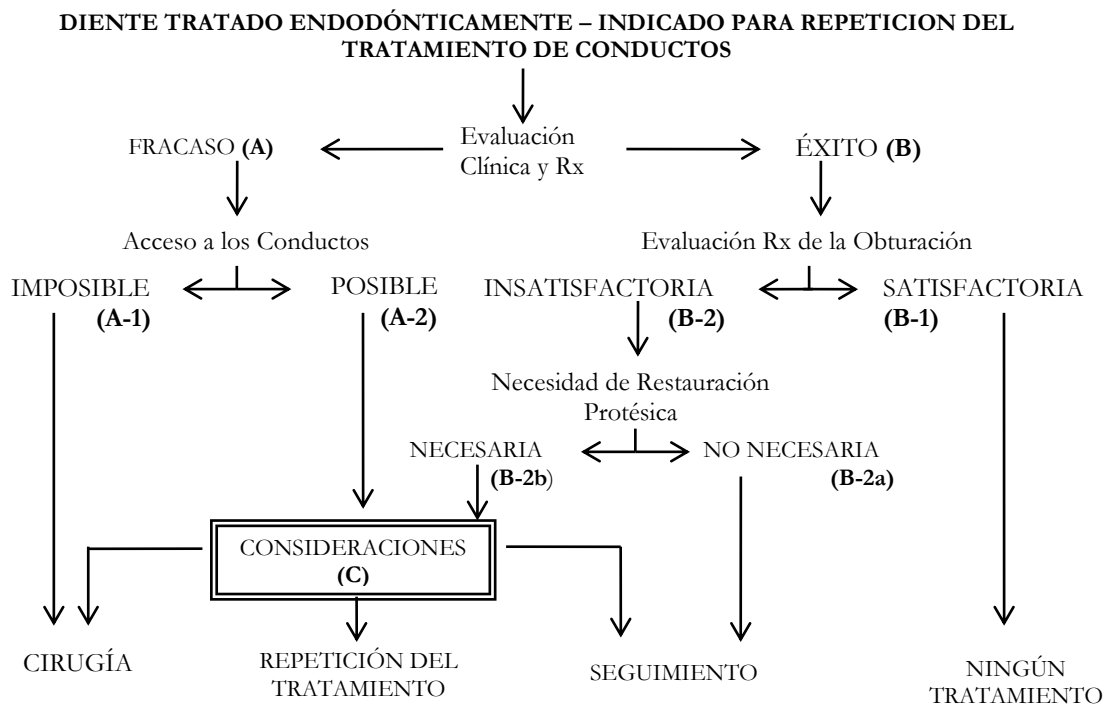 DIENTE TRATADO ENDODÓNTICAMENTE – INDICADO PARA REPETICION DEL
TRATAMIENTO DE CONDUCTOS
FRACASO (A)
Evaluación
Clínica y Rx
ÉXITO (B)
Acceso a los Conductos
Evaluación Rx de la Obturación
IMPOSIBLE
(A-1)
POSIBLE
(A-2)
INSATISFACTORIA
(B-2)
SATISFACTORIA
(B-1)
Necesidad de Restauración
Protésica
NECESARIA
(B-2b)
NO NECESARIA
(B-2a)
CONSIDERACIONES
(C)
CIRUGÍA
REPETICIÓN DEL
TRATAMIENTO
SEGUIMIENTO
NINGÚN
TRATAMIENTO